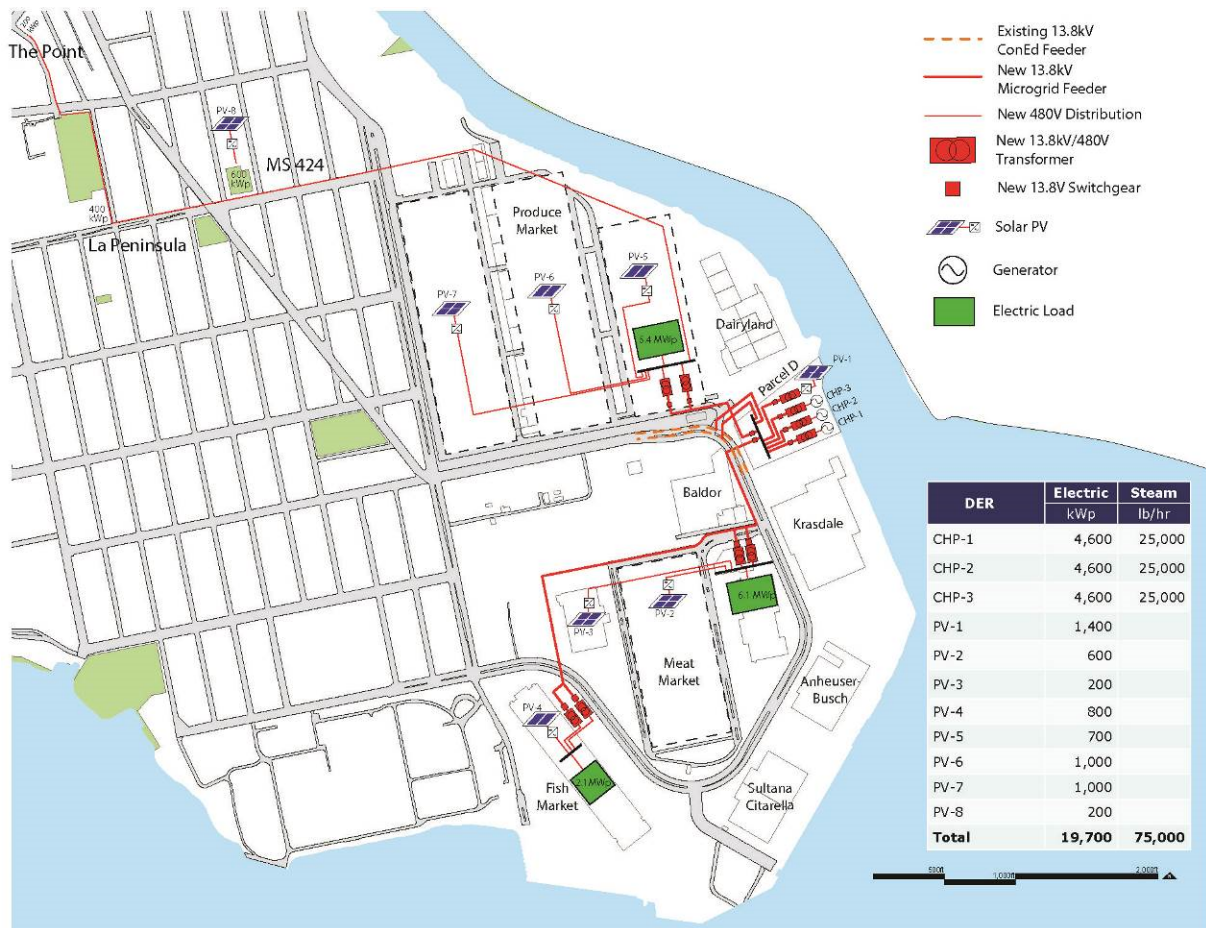 200
kWp
The Point
PV-8
600
kWp
MS 424
400
kWp
La Peninsula
Produce
Market
PV-7
PV-6
PV-5
5.4 MWp
Dairyland
Parcel D
PV-1
CHP-3
CHP-2
CHP-1
Baldor
Krasdale
6.1 MWp
PV-3
PV-2
Meat
Market
Anheuser-
Busch
PV-4
2.1 MWp
Fish
Market
Sultana
Citarella
Existing 13.8kV
ConEd Feeder
New 13.8kV
Microgrid Feeder
New 480V Distribution
New 13.8kV/480V
Transformer
New 13.8V Switchgear
Solar PV
Generator
Electric Load
DER Electric Steam
kWp lb/hr
CHP-1 4,600 25,000
CHP-2 4,600 25,000
CHP-3 4,600 25,000
PV-1 1,400
PV-2 600
PV-3 200
PV-4 800
PV-5 700
PV-6 1,000
PV-7 1,000
PV-8 200
Total 19,700 75,000
500ft 1,000ft 2,000ft